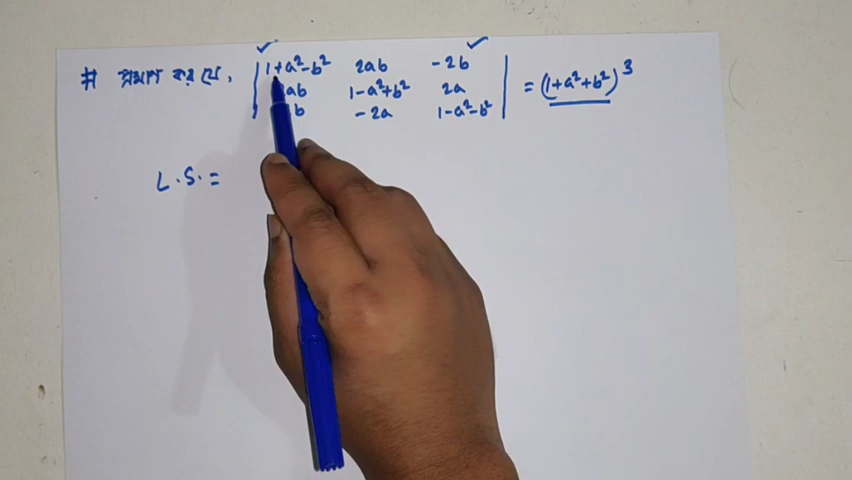 # প্রমাণ কর যে, | 1+a²-b² 2ab -2b |
ab 1-a²+b² 2a = (1+a²+b²)³
b -2a 1-a²-b²
L.S. =